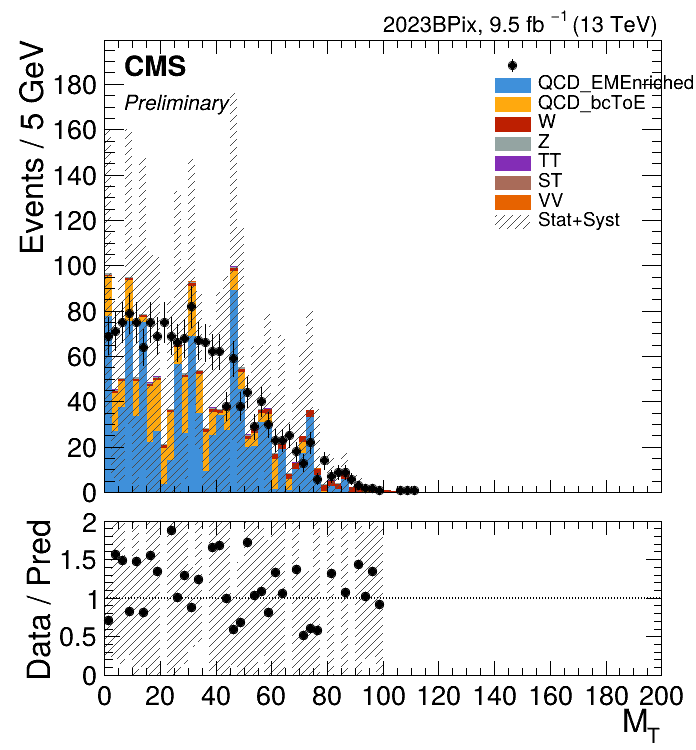 2023BPix, 9.5 fb⁻¹ (13 TeV)
Events / 5 GeV
CMS
Preliminary
QCD_EMEnriched
QCD_bcToE
W
Z
TT
ST
VV
Stat+Syst
180
160
140
120
100
80
60
40
20
0
Data / Pred
2
1.5
1
0.5
0
0 20 40 60 80 100 120 140 160 180 200
M_T